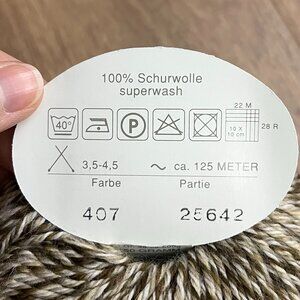 100% Schurwolle
superwash
22 M
40°
P
10 X
10 cm
28 R
3,5-4,5
~ ca. 125 METER
Farbe
Partie
407
25642